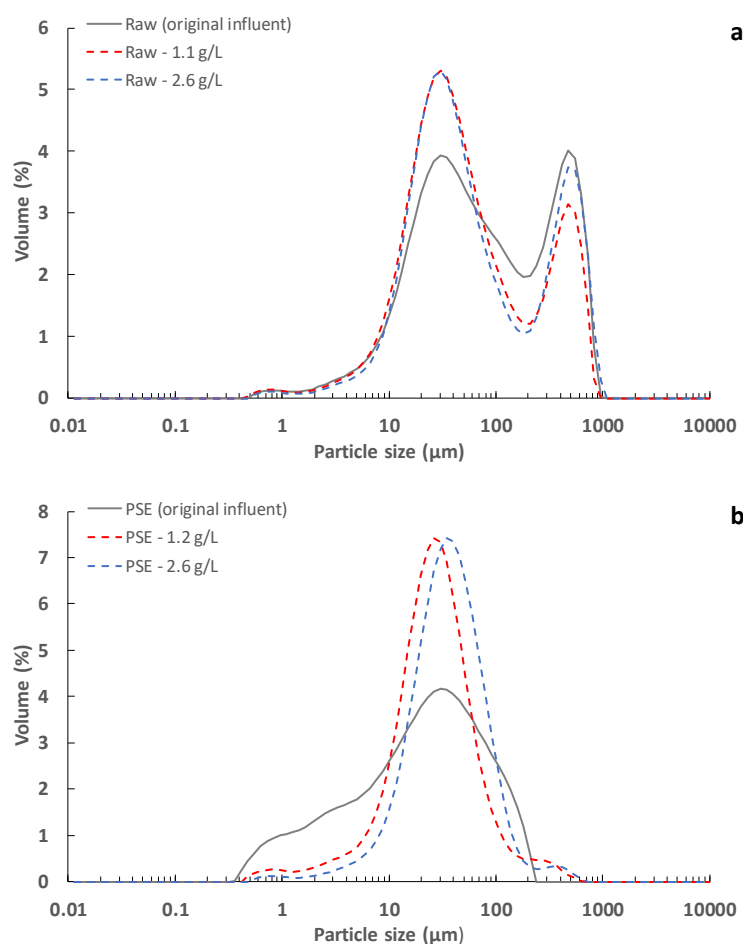 a
Raw (original influent)
Raw - 1.1 g/L
Raw - 2.6 g/L
6
5
4
3
2
1
0
Volume (%)
0.01 0.1 1 10 100 1000 10000
Particle size (µm)
b
PSE (original influent)
PSE - 1.2 g/L
PSE - 2.6 g/L
8
7
6
5
4
3
2
1
0
Volume (%)
0.01 0.1 1 10 100 1000 10000
Particle size (µm)